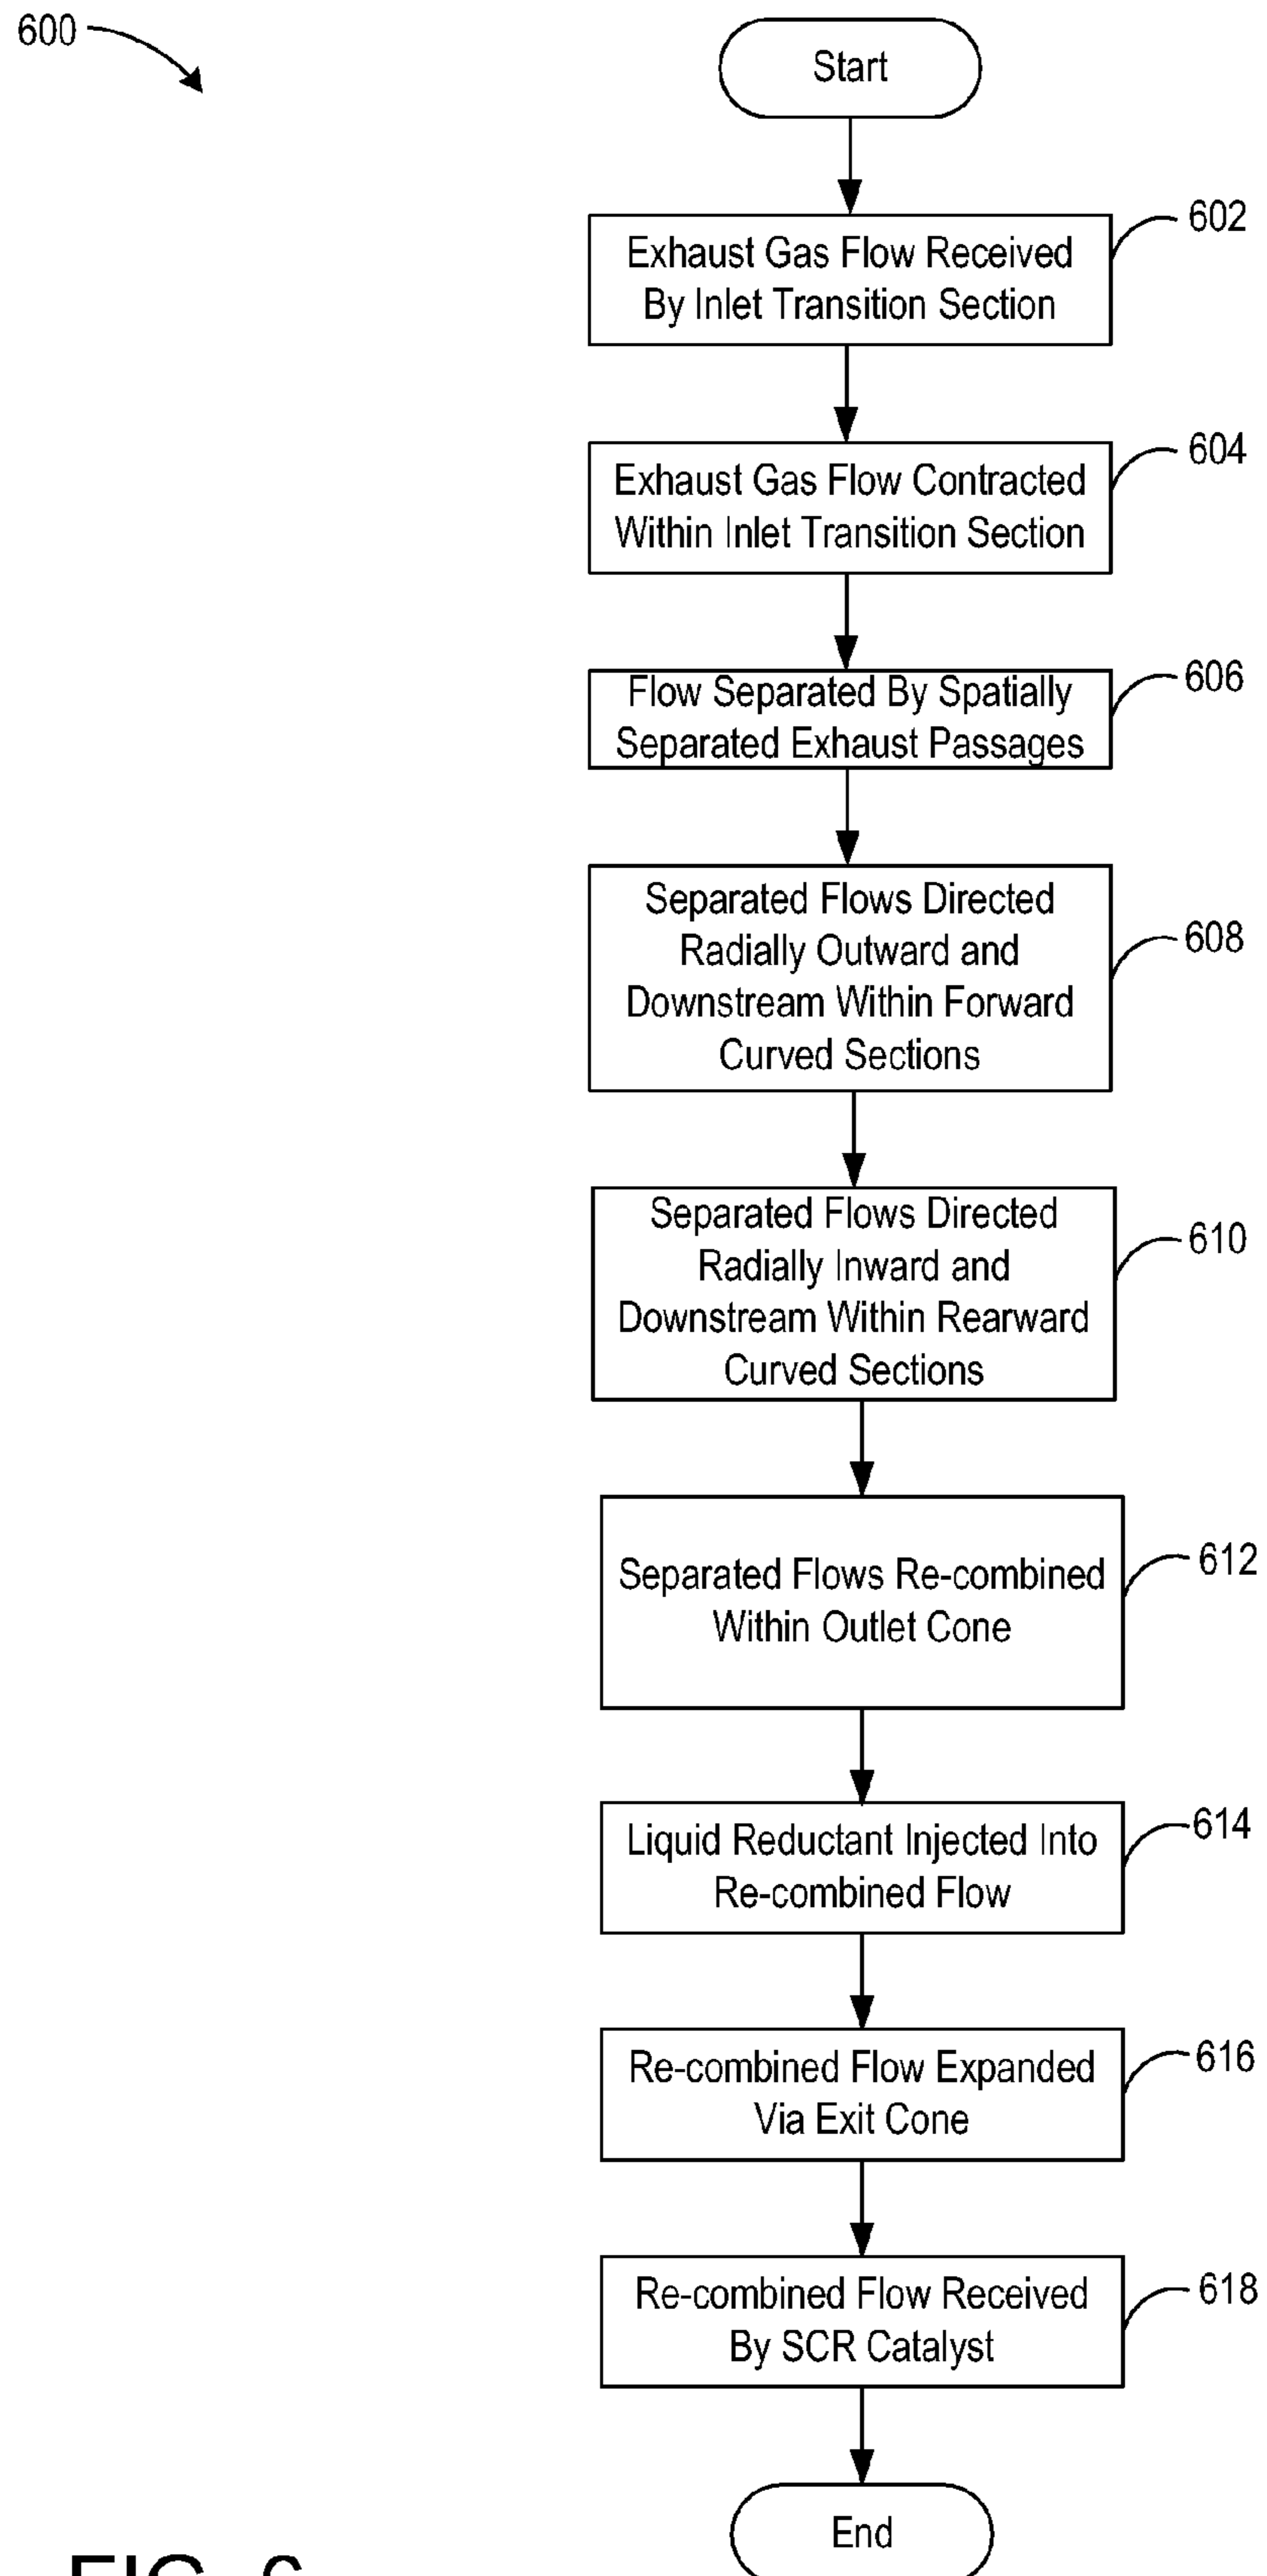 600
Start
602
Exhaust Gas Flow Received
By Inlet Transition Section
604
Exhaust Gas Flow Contracted
Within Inlet Transition Section
606
Flow Separated By Spatially
Separated Exhaust Passages
608
Separated Flows Directed
Radially Outward and
Downstream Within Forward
Curved Sections
610
Separated Flows Directed
Radially Inward and
Downstream Within Rearward
Curved Sections
612
Separated Flows Re-combined
Within Outlet Cone
614
Liquid Reductant Injected Into
Re-combined Flow
616
Re-combined Flow Expanded
Via Exit Cone
618
Re-combined Flow Received
By SCR Catalyst
End
FIG. 6